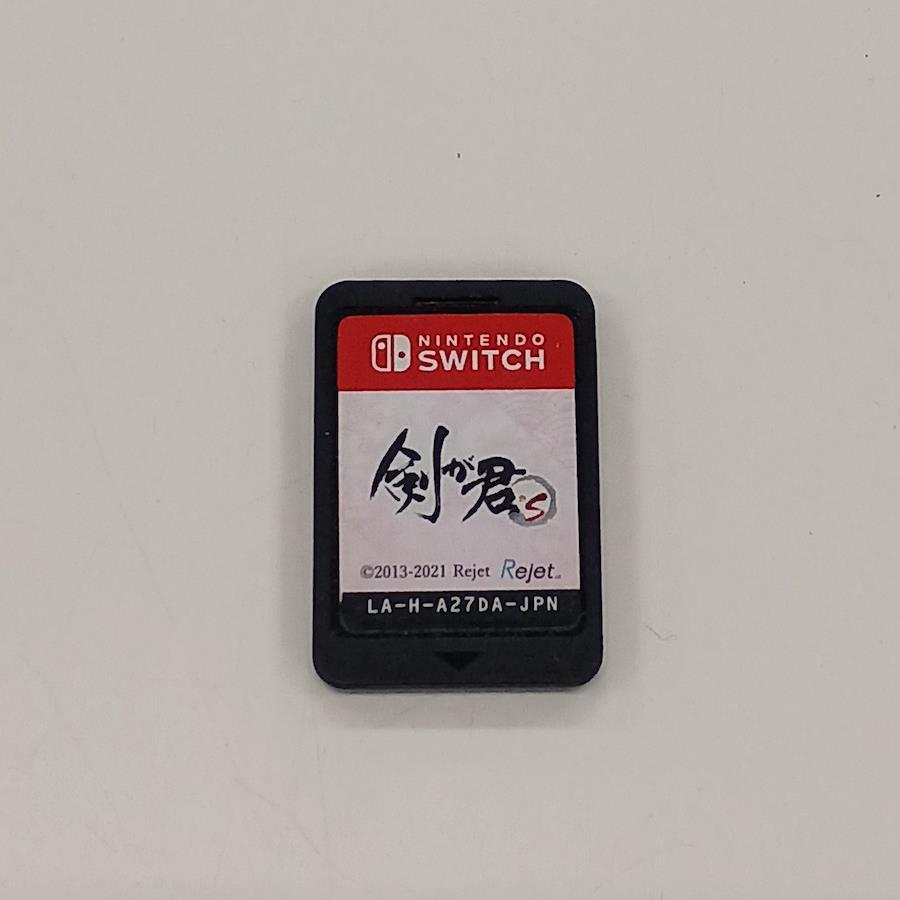 NINTENDO
SWITCH
剣が君's
©2013-2021 Rejet Rejet
LA-H-A27DA-JPN